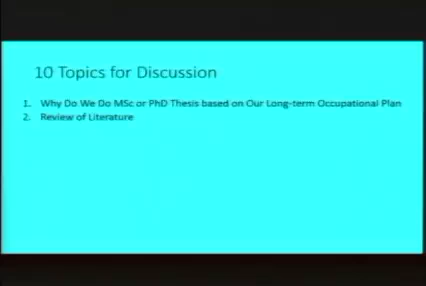 10 Topics for Discussion
1. Why Do We Do MSc or PhD Thesis based on Our Long-term Occupational Plan
2. Review of Literature